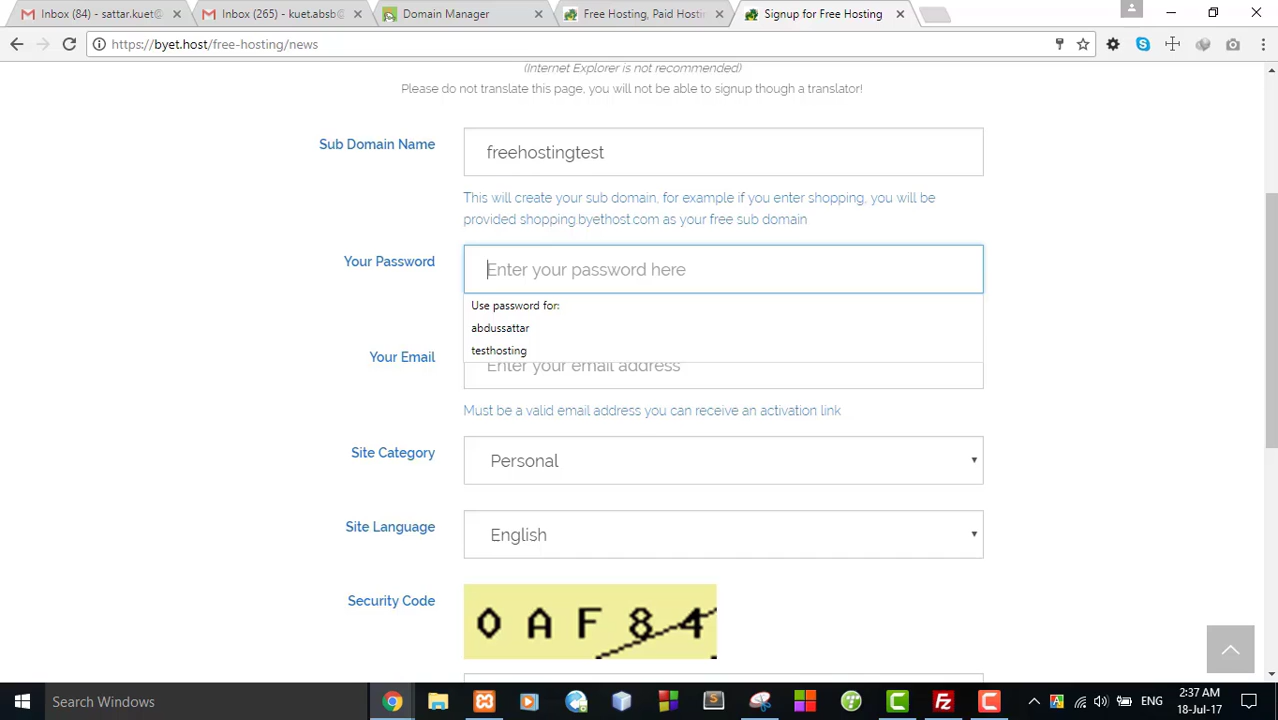 Inbox (84) - sattar.kuet@
Inbox (265) - kuet.absb@
Domain Manager
Free Hosting, Paid Hosti
Signup for Free Hosting
https://byet.host/free-hosting/news
(Internet Explorer is not recommended)
Please do not translate this page, you will not be able to signup though a translator!
Sub Domain Name
freehostingtest
This will create your sub domain, for example if you enter shopping, you will be
provided shopping.byethost.com as your free sub domain
Your Password
Enter your password here
Use password for:
abdussattar
testhosting
Your Email
Enter your email address
Must be a valid email address you can receive an activation link
Site Category
Personal
Site Language
English
Security Code
0 A F 8 4
Search Windows
ENG
2:37 AM
18-Jul-17